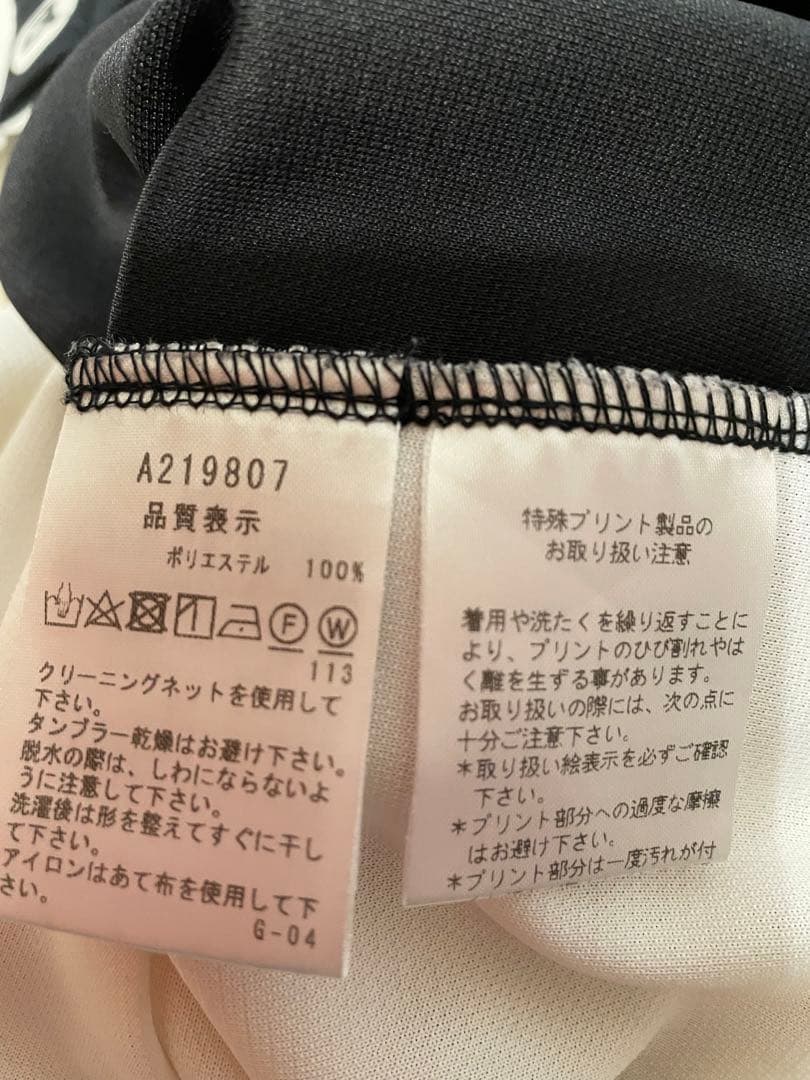 A219807
品質表示
ポリエステル 100%
F W
113
クリーニングネットを使用して
下さい。
タンブラー乾燥はお避け下さい。
脱水の際は、しわにならないよ
うに注意して下さい。
洗濯後は形を整えてすぐに干し
て下さい。
アイロンはあて布を使用して下
さい。
G-04
特殊プリント製品の
お取り扱い注意
着用や洗たくを繰り返すことに
より、プリントのひび割れやは
く離を生ずる事があります。
お取り扱いの際には、次の点に
十分ご注意下さい。
*取り扱い絵表示を必ずご確認
下さい。
*プリント部分への過度な摩擦
はお避け下さい。
*プリント部分は一度汚れが付